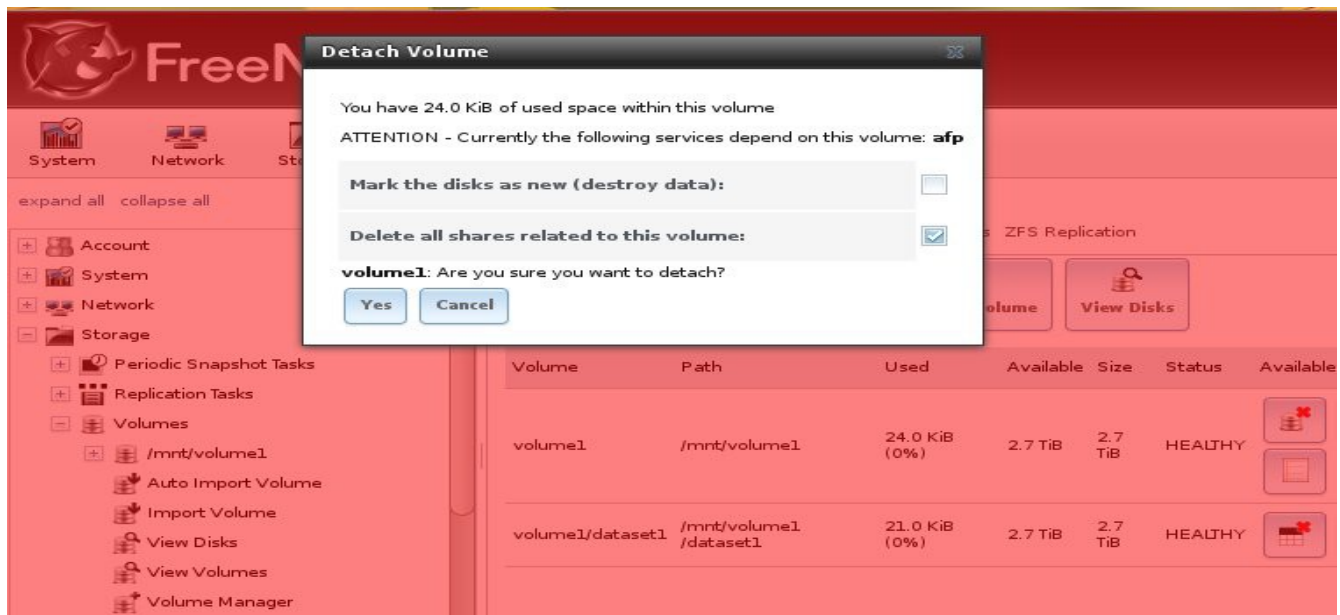 FreeN
Detach Volume
You have 24.0 KiB of used space within this volume
ATTENTION - Currently the following services depend on this volume: afp
Mark the disks as new (destroy data):
Delete all shares related to this volume:
volume1: Are you sure you want to detach?
Yes Cancel
System Network
expand all collapse all
Account
System
Network
Storage
Periodic Snapshot Tasks
Replication Tasks
Volumes
/mnt/volume1
Auto Import Volume
Import Volume
View Disks
View Volumes
Volume Manager
ZFS Replication
olume View Disks
Volume Path Used Available Size Status Available
volume1 /mnt/volume1 24.0 KiB (0%) 2.7 TiB 2.7 TiB HEALTHY
volume1/dataset1 /mnt/volume1 /dataset1 21.0 KiB (0%) 2.7 TiB 2.7 TiB HEALTHY